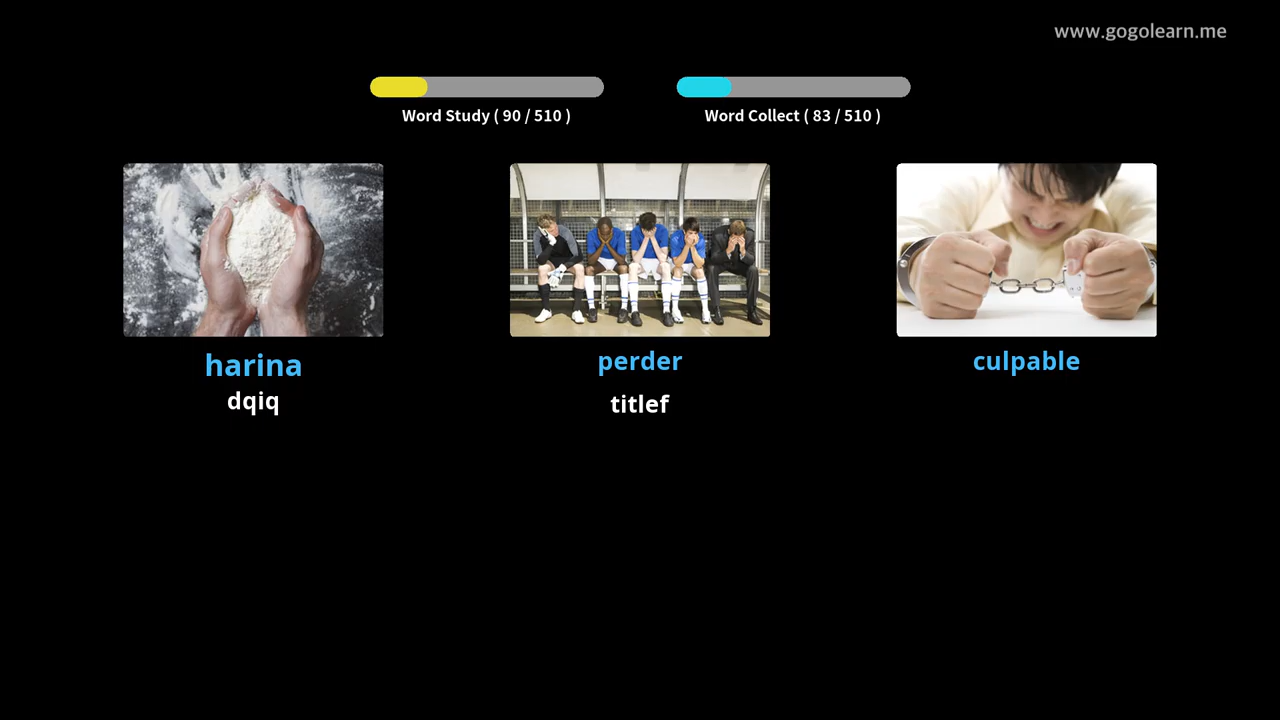 www.gogolearn.me
Word Study ( 90 / 510 )
Word Collect ( 83 / 510 )
harina
perder
culpable
dqiq
titlef